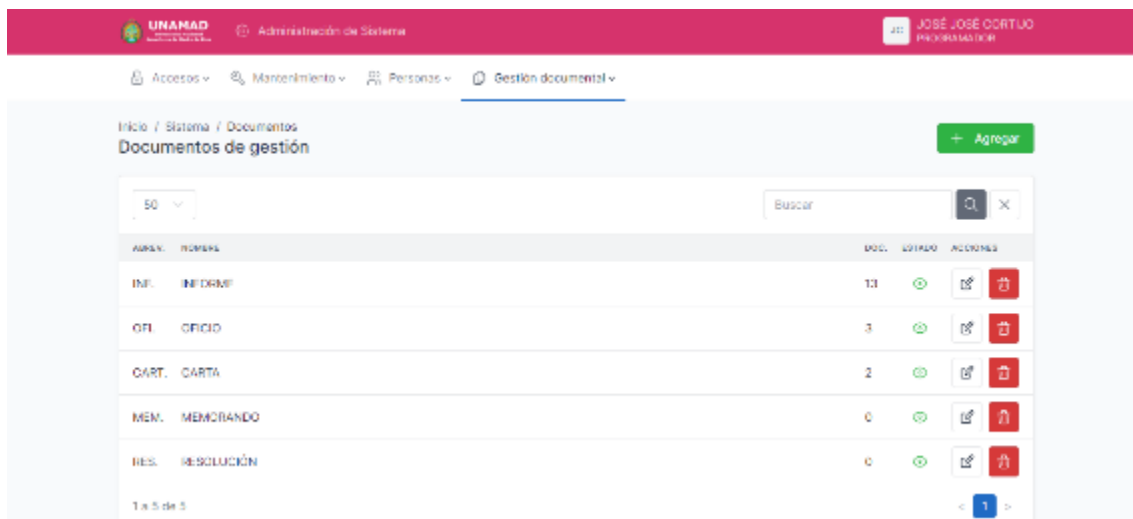 UNAMAD
Administración de Sistema
JOSÉ JOSÉ CORTIJO
PROGRAMADOR
Accesos Mantenimiento Personas Gestión documental
Inicio / Sistema / Documentos
Documentos de gestión
+ Agregar
50 Buscar
ABREV. NOMBRE DOC. ESTADO ACCIONES
INF. INFORME 13
OFI. OFICIO 3
CART. CARTA 2
MEM. MEMORANDO 0
RES. RESOLUCIÓN 0
1 a 5 de 5 < 1 >